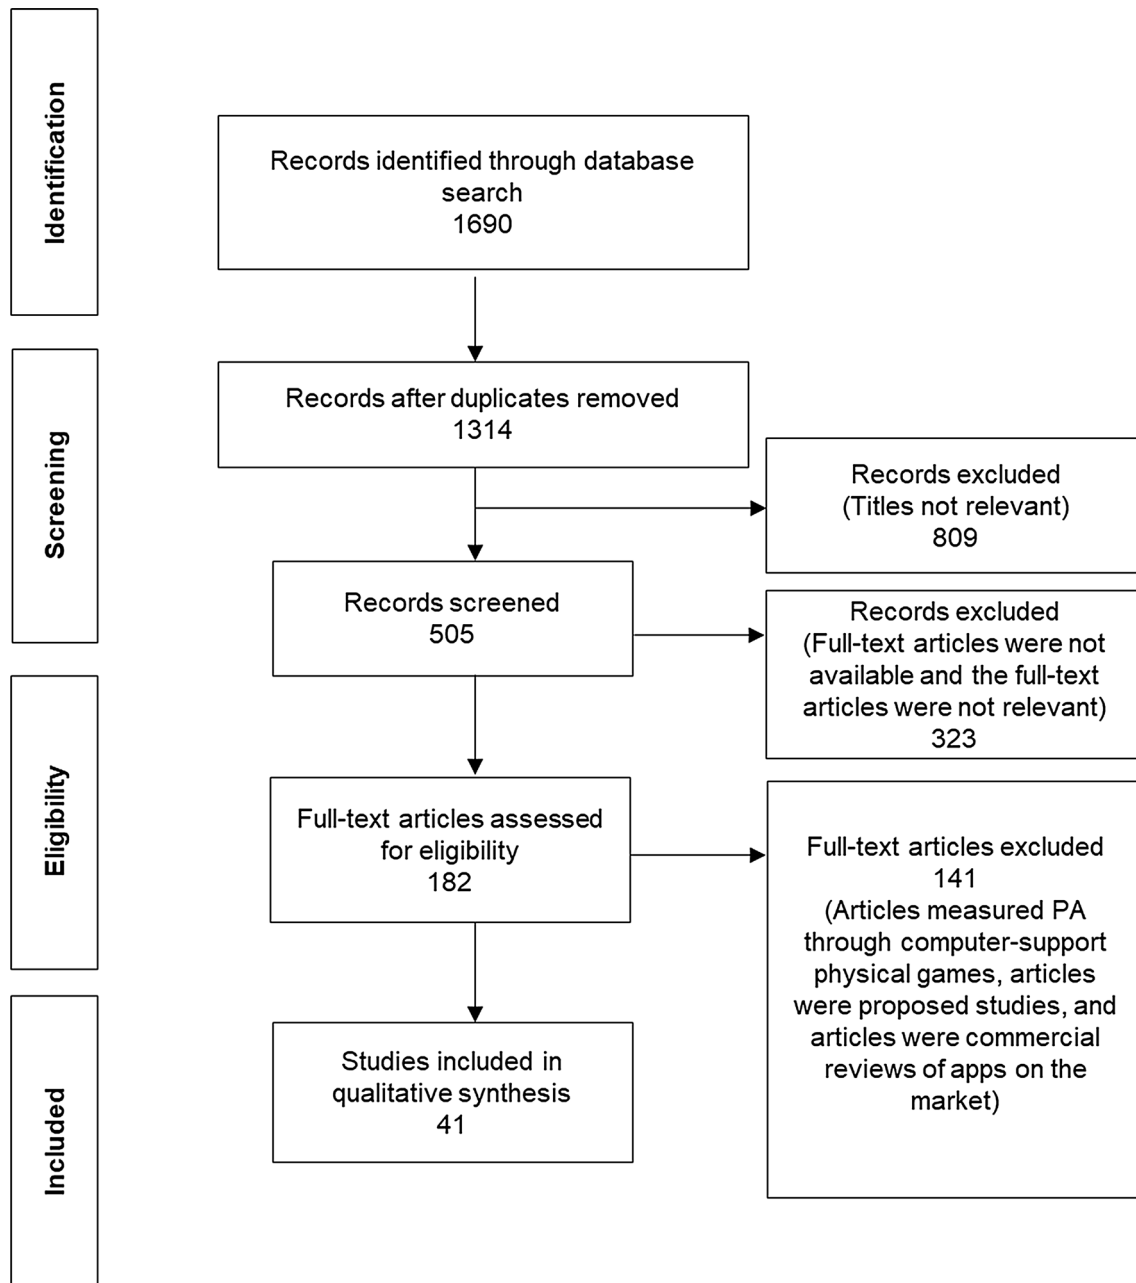 Identification
Records identified through database
search
1690
Records after duplicates removed
1314
Screening
Records excluded
(Titles not relevant)
809
Records screened
505
Records excluded
(Full-text articles were not
available and the full-text
articles were not relevant)
323
Eligibility
Full-text articles assessed
for eligibility
182
Full-text articles excluded
141
(Articles measured PA
through computer-support
physical games, articles
were proposed studies, and
articles were commercial
reviews of apps on the
market)
Included
Studies included in
qualitative synthesis
41